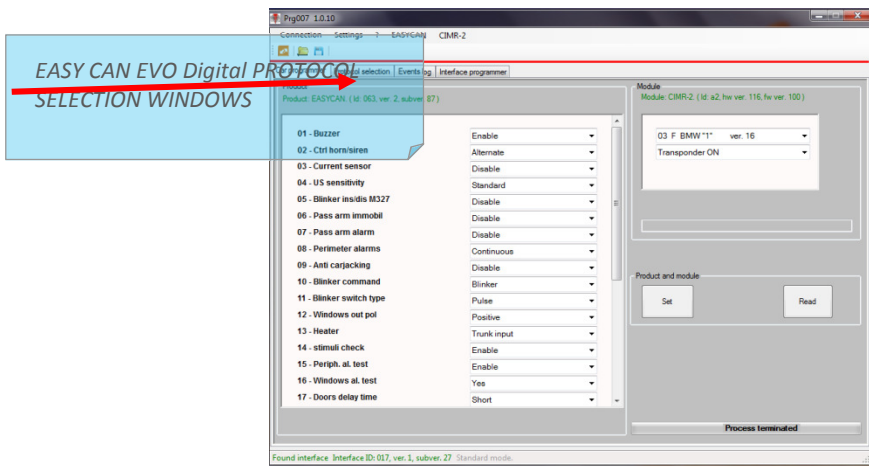 Prg007 1.0.10
Connection Settings ? EASYCAN CIMR-2
EASY CAN EVO Digital PROTOCOL
SELECTION WINDOWS
Car programmer Protocol selection Events log Interface programmer
Product
Product: EASYCAN. ( Id: 063, ver. 2, subver. 87 )
01 - Buzzer Enable
02 - Ctrl horn/siren Alternate
03 - Current sensor Disable
04 - US sensitivity Standard
05 - Blinker ins/dis M327 Disable
06 - Pass arm immobil Disable
07 - Pass arm alarm Disable
08 - Perimeter alarms Continuous
09 - Anti carjacking Disable
10 - Blinker command Blinker
11 - Blinker switch type Pulse
12 - Windows out pol Positive
13 - Heater Trunk input
14 - stimuli check Enable
15 - Periph. al. test Enable
16 - Windows al. test Yes
17 - Doors delay time Short
Module
Module: CIMR-2. ( Id: a2, hw ver: 116, fw ver: 100 )
03 F BMW "1" ver. 16
Transponder ON
Product and module
Set Read
Process terminated
Found interface Interface ID: 017, ver. 1, subver. 27 Standard mode.